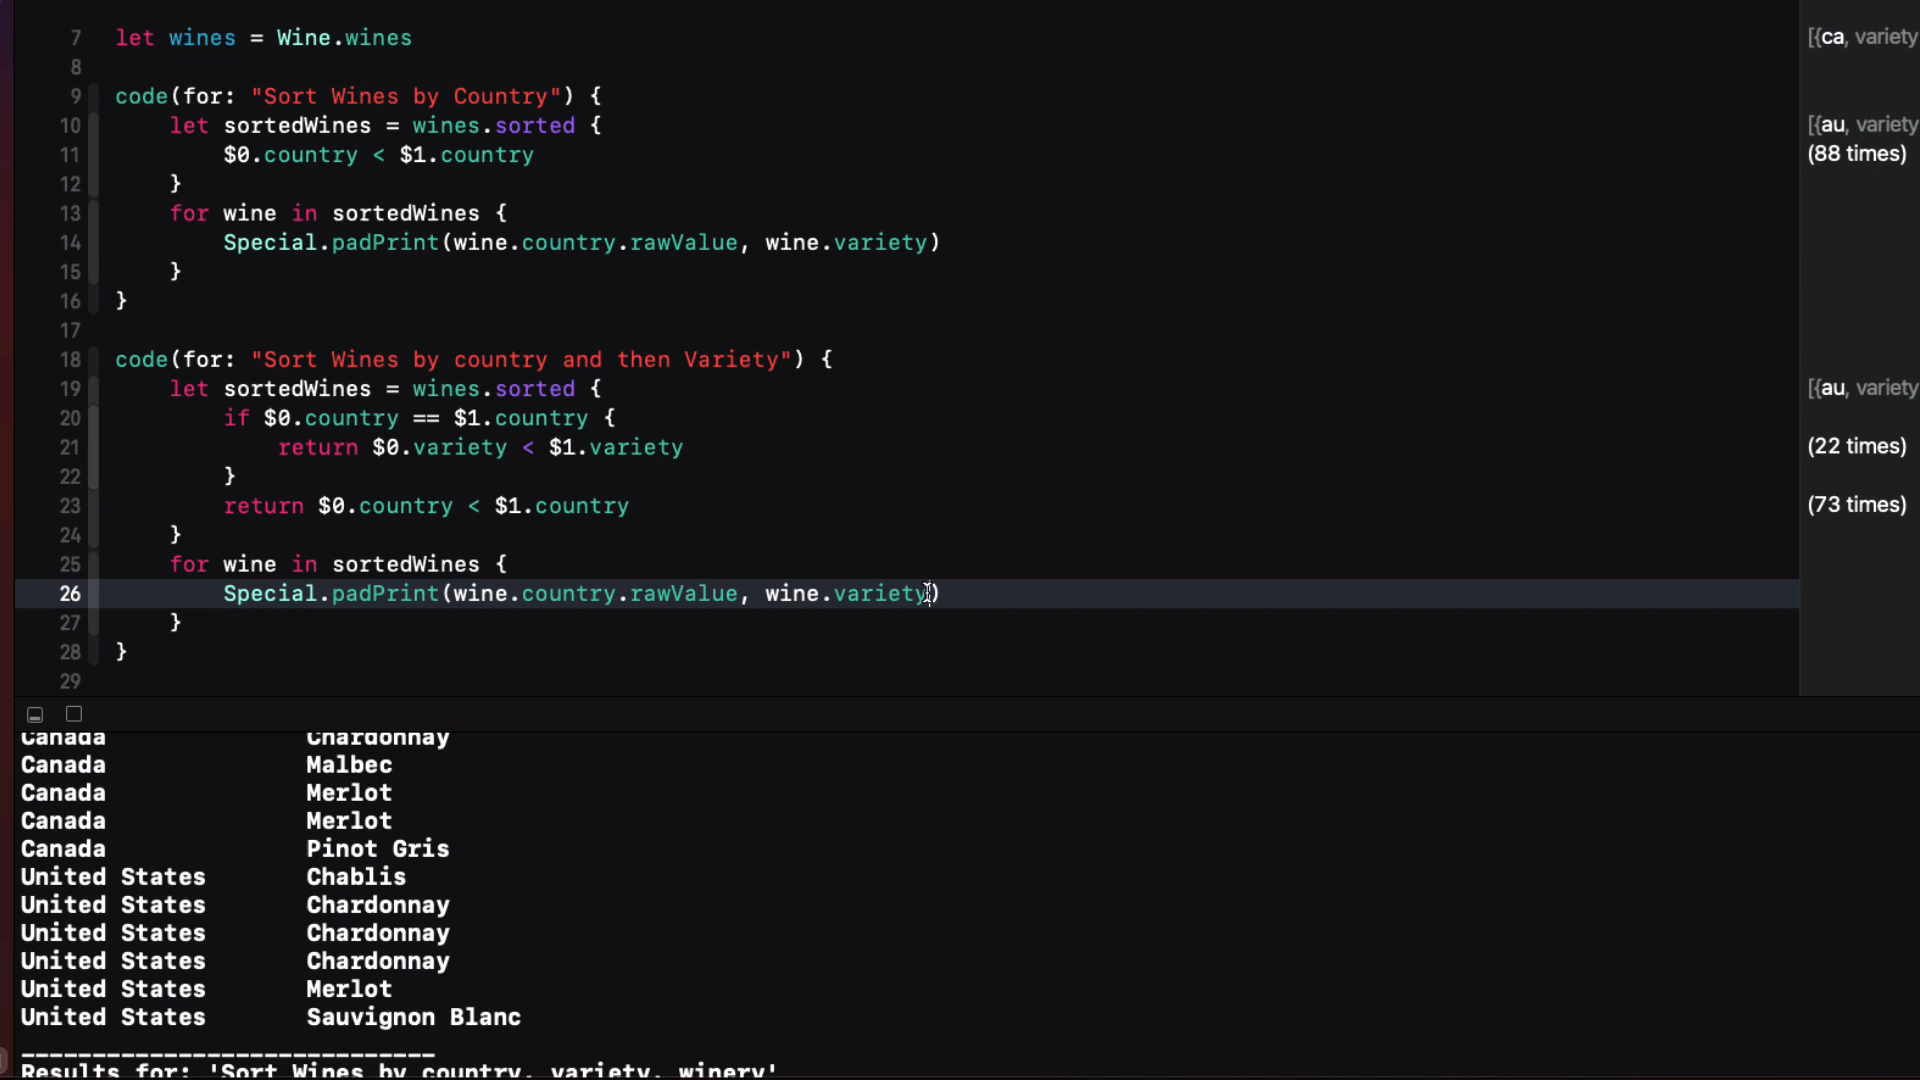 7 let wines = Wine.wines [{ca, variety
8
9 code(for: "Sort Wines by Country") {
10 let sortedWines = wines.sorted { [{au, variety
11 $0.country < $1.country (88 times)
12 }
13 for wine in sortedWines {
14 Special.padPrint(wine.country.rawValue, wine.variety)
15 }
16 }
17
18 code(for: "Sort Wines by country and then Variety") {
19 let sortedWines = wines.sorted { [{au, variety
20 if $0.country == $1.country {
21 return $0.variety < $1.variety (22 times)
22 }
23 return $0.country < $1.country (73 times)
24 }
25 for wine in sortedWines {
26 Special.padPrint(wine.country.rawValue, wine.variety)
27 }
28 }
29
Canada Chardonnay
Canada Malbec
Canada Merlot
Canada Merlot
Canada Pinot Gris
United States Chablis
United States Chardonnay
United States Chardonnay
United States Chardonnay
United States Merlot
United States Sauvignon Blanc
_____________________________
Results for: 'Sort Wines by country, variety, winery'